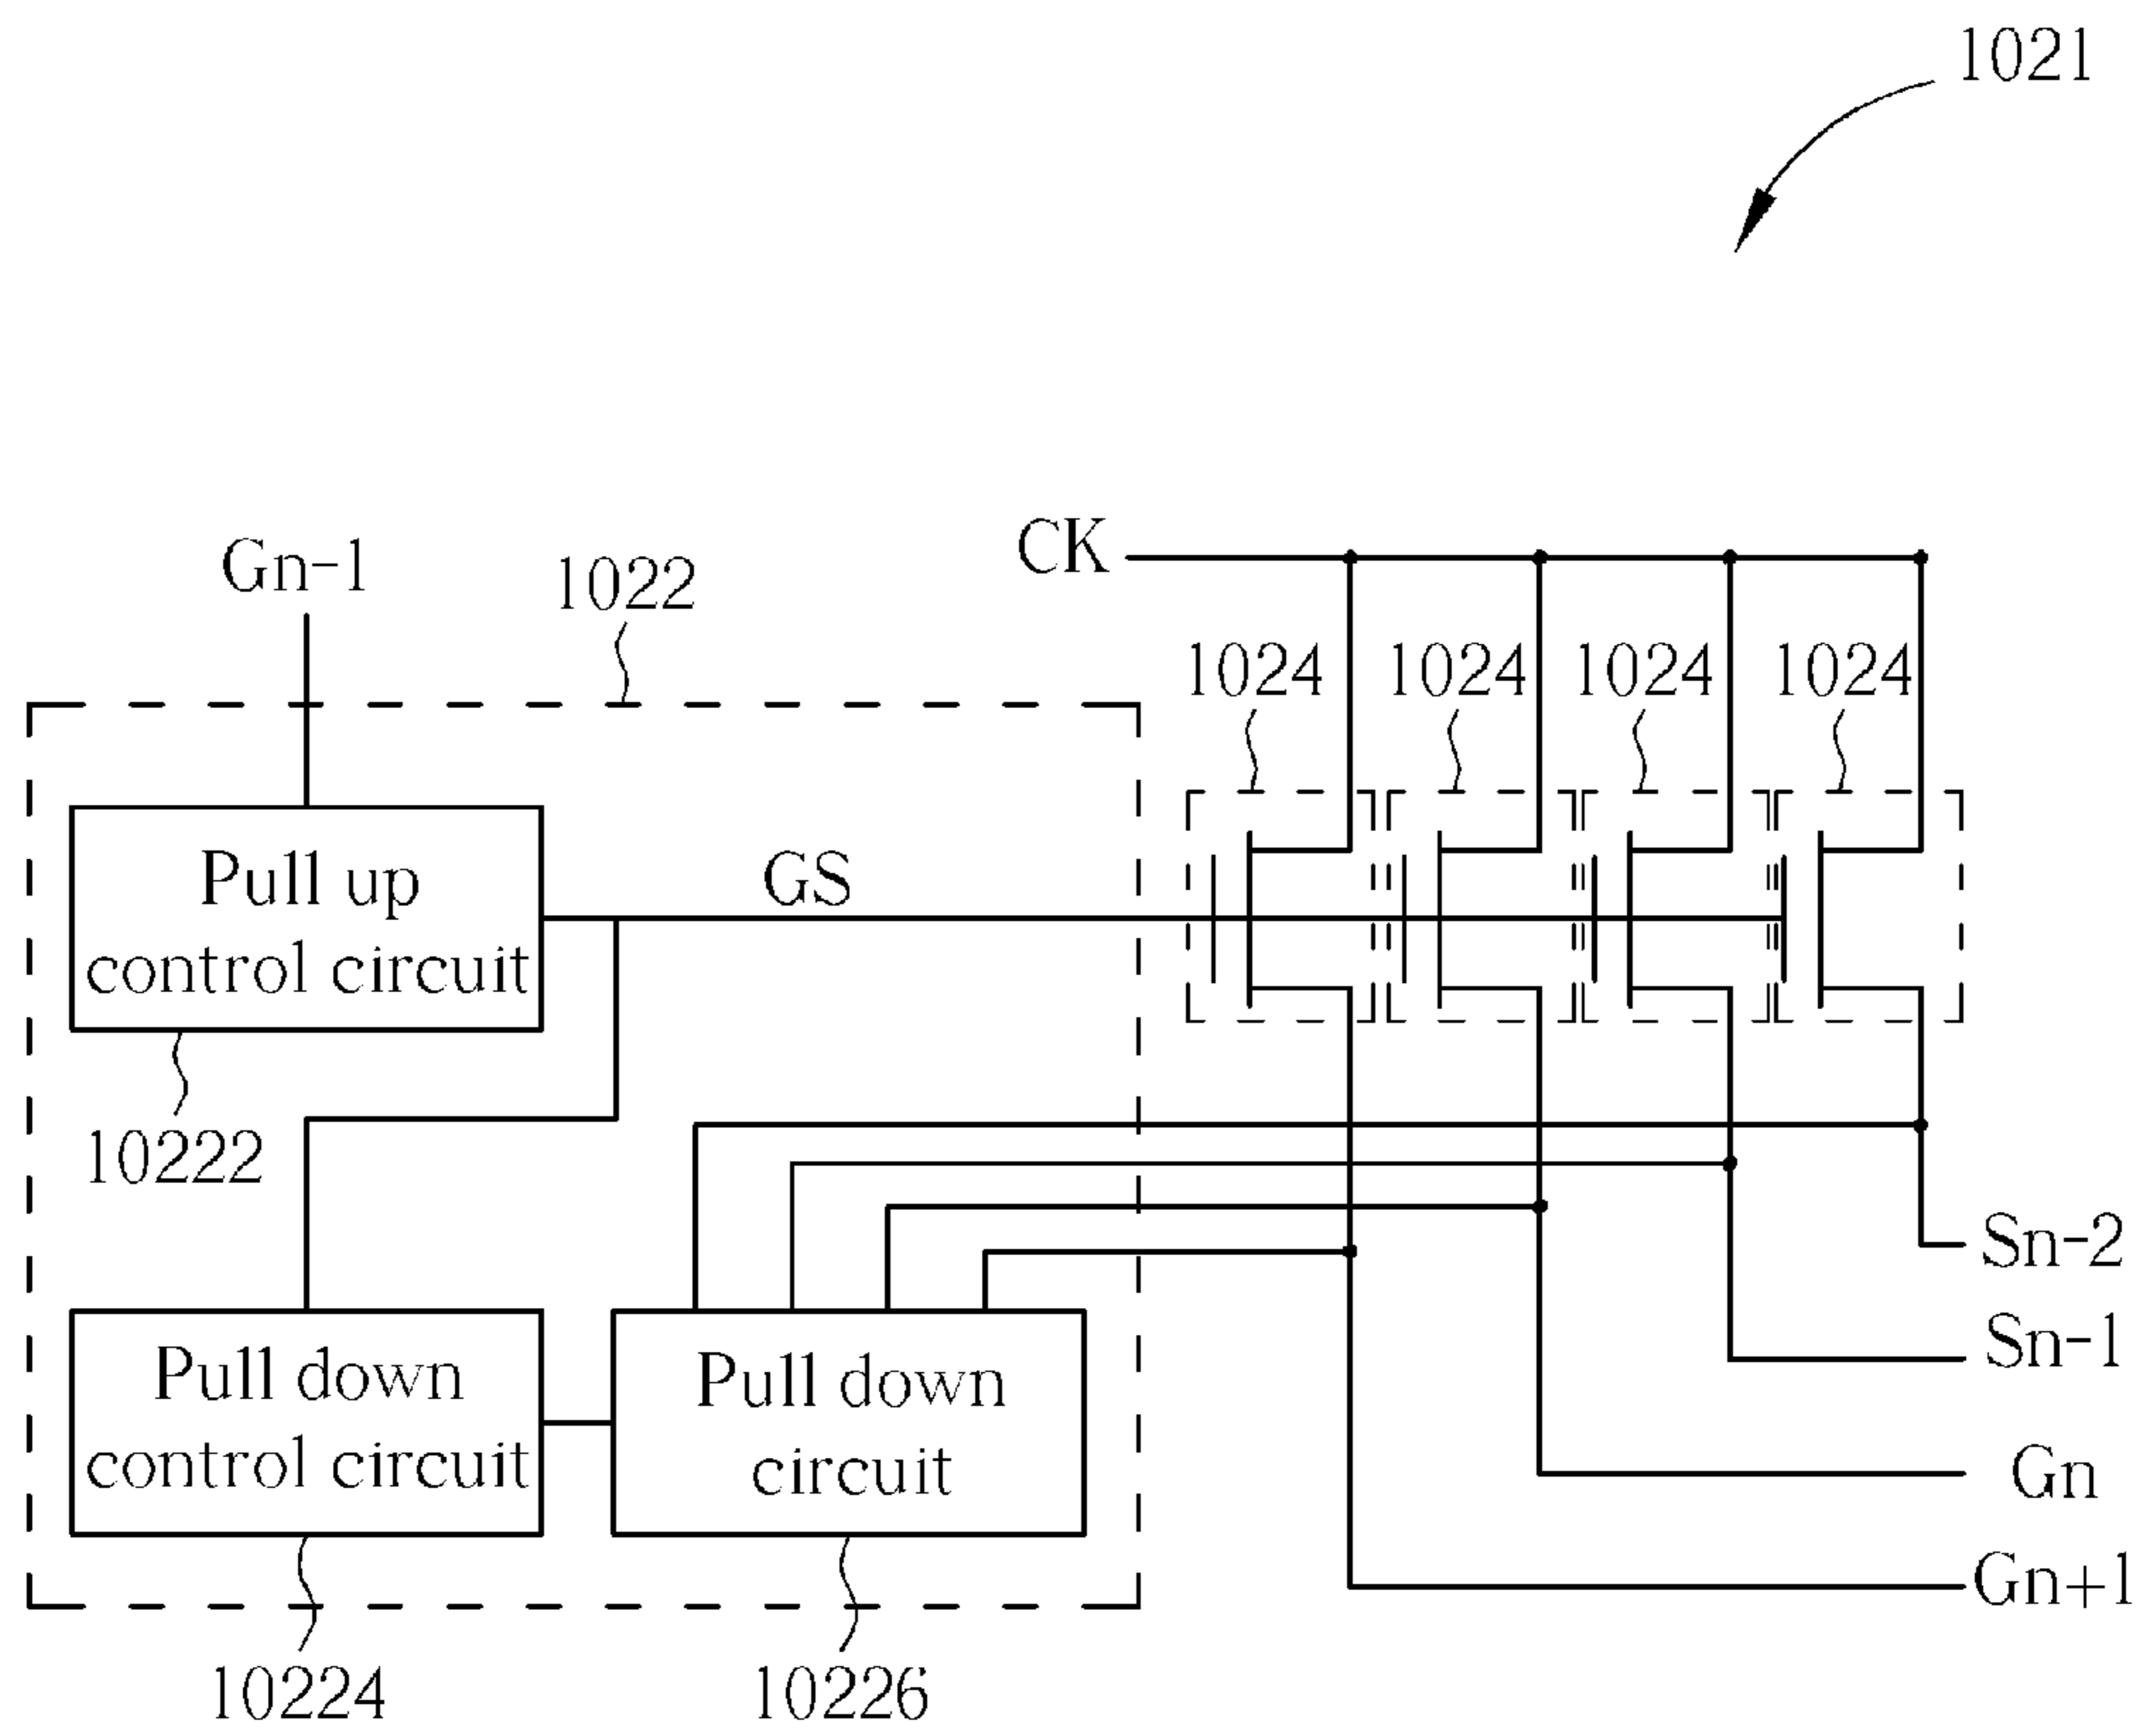 1021
CK
Gn-1
1022
1024 1024 1024 1024
Pull up
control circuit
GS
10222
Sn-2
Sn-1
Pull down
control circuit
Pull down
circuit
Gn
Gn+1
10224
10226